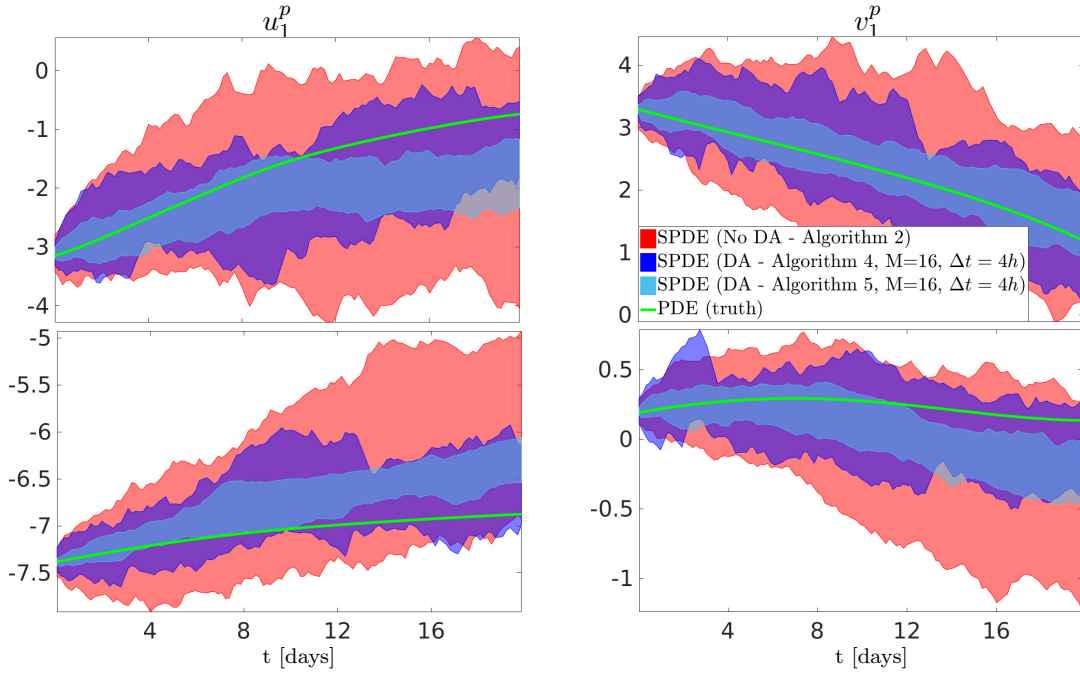 u₁ᵖ
v₁ᵖ
0
-1
-2
-3
-4
4
3
2
1
0
SPDE (No DA - Algorithm 2)
SPDE (DA - Algorithm 4, M=16, Δt = 4h)
SPDE (DA - Algorithm 5, M=16, Δt = 4h)
PDE (truth)
-5
-5.5
-6
-6.5
-7
-7.5
0.5
0
-0.5
-1
4 8 12 16
4 8 12 16
t [days]
t [days]